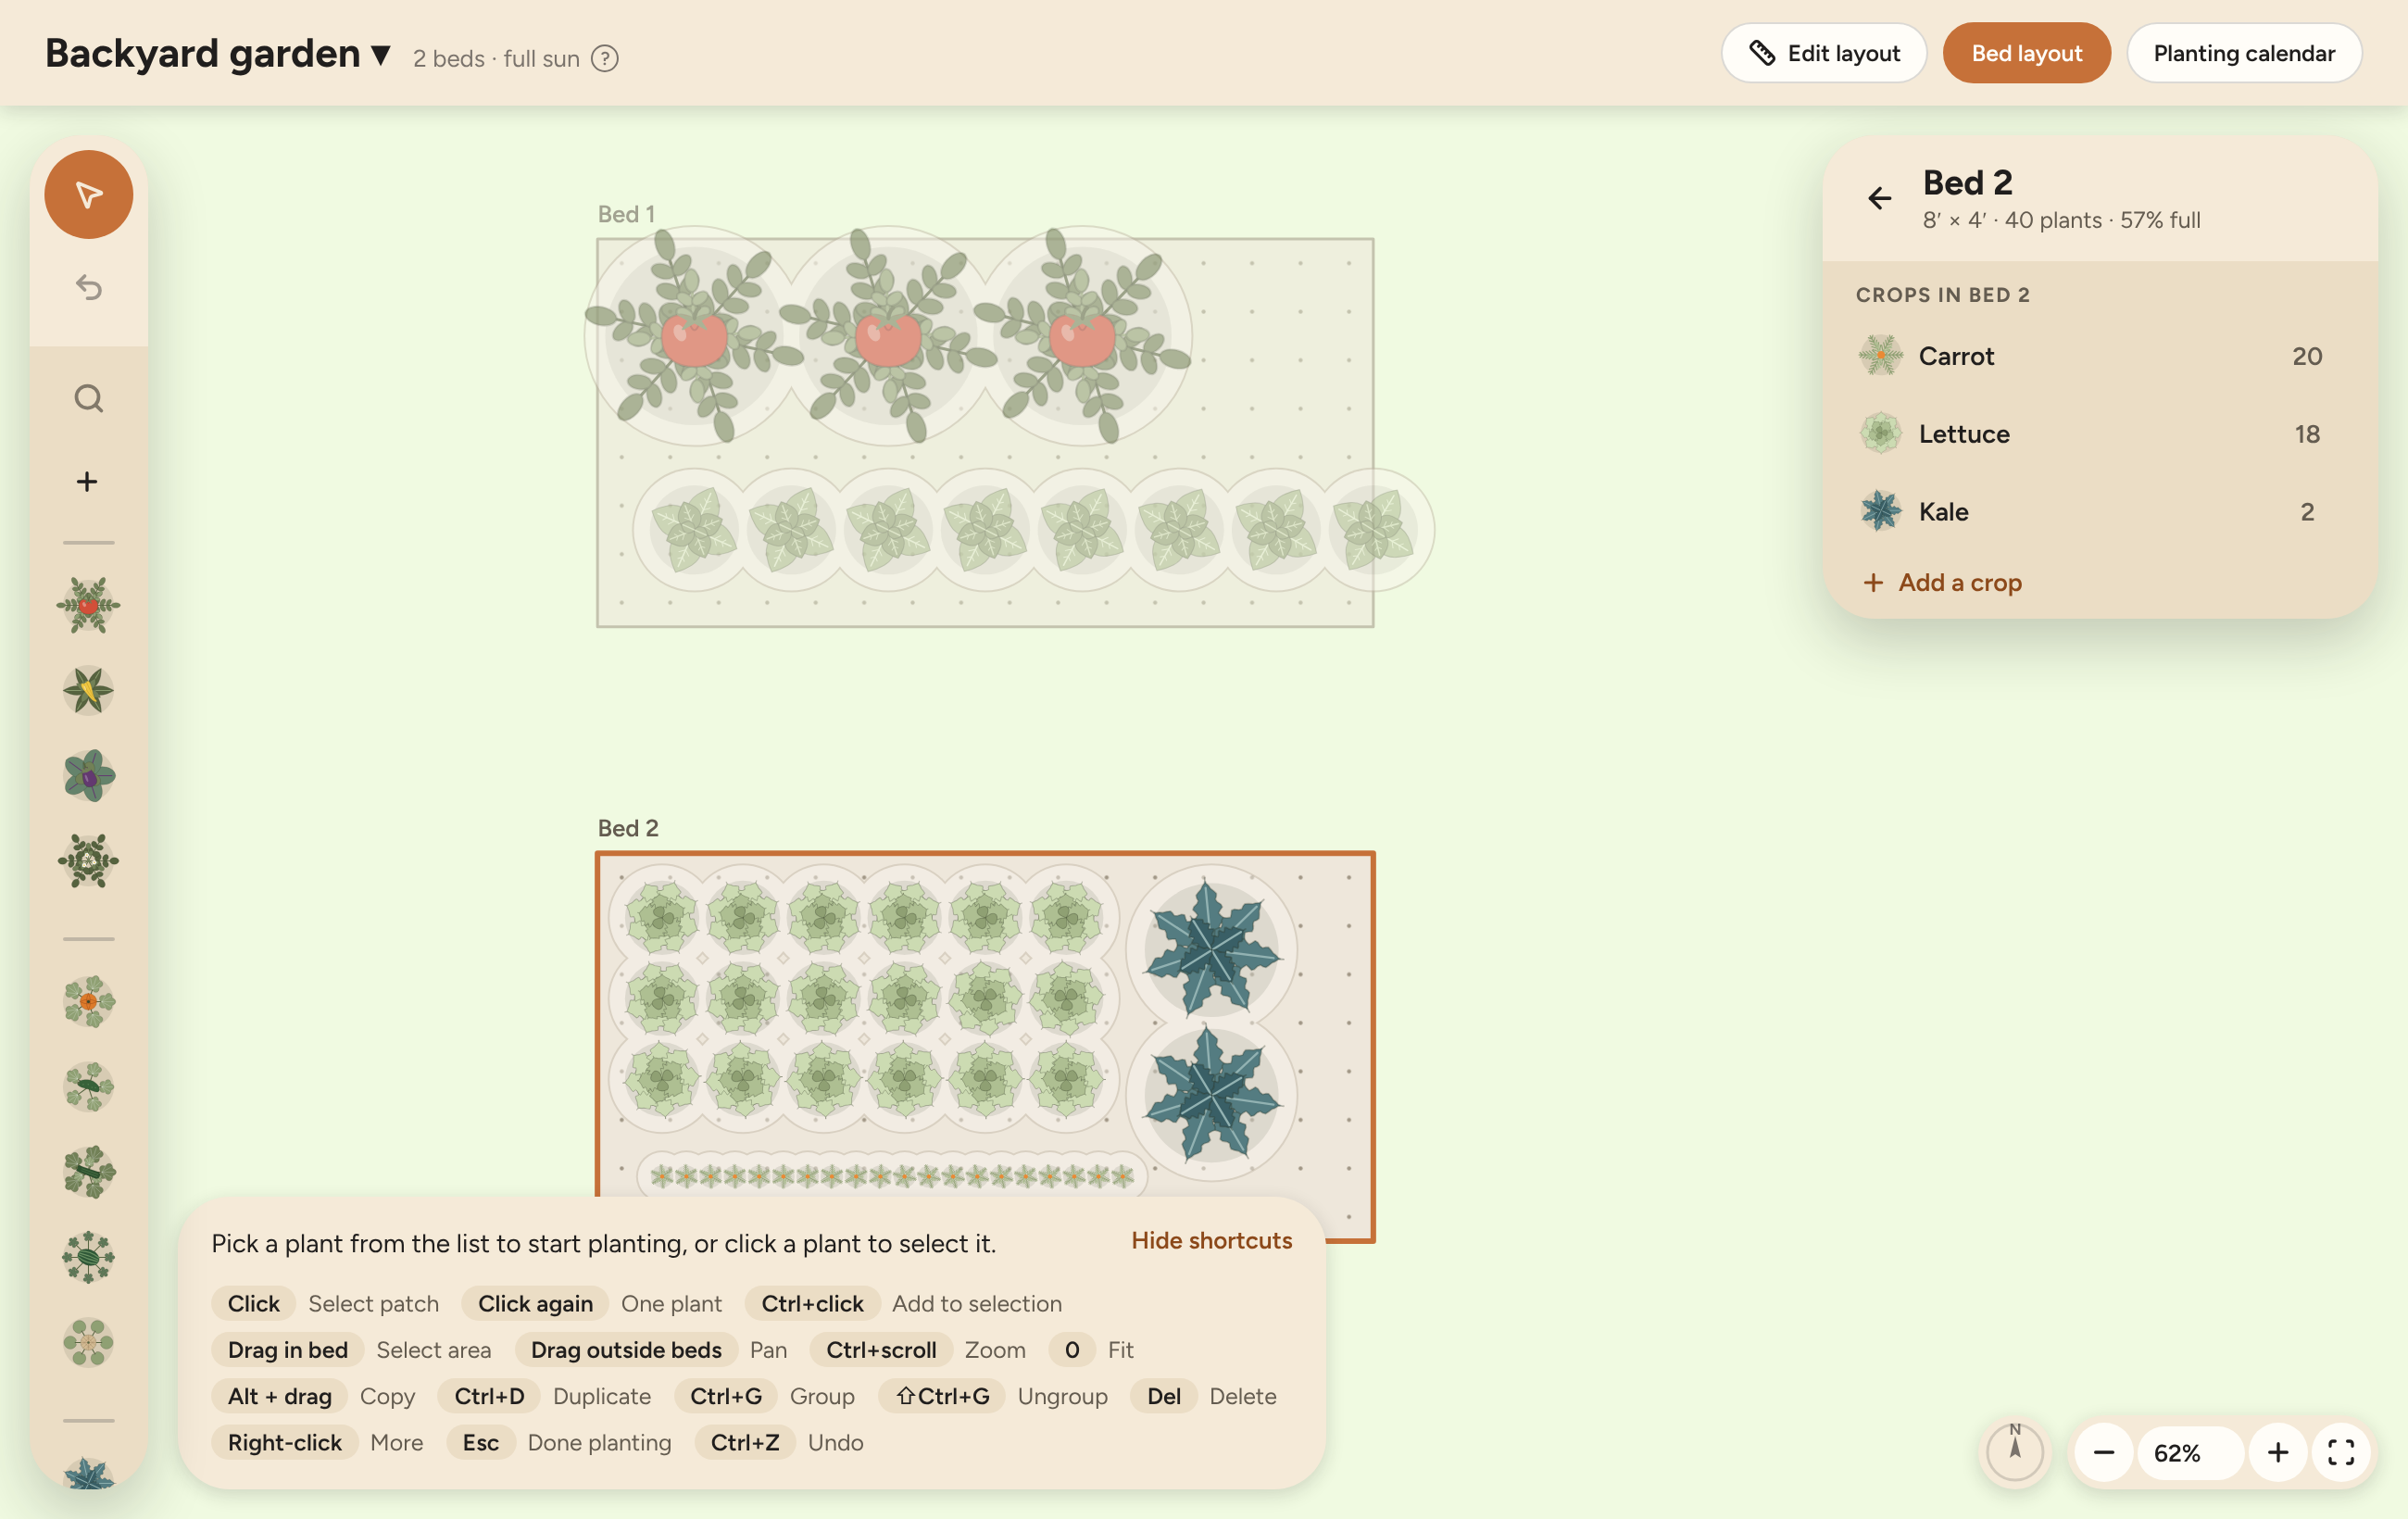 Backyard garden ▼
2 beds · full sun ?
Edit layout
Bed layout
Planting calendar
Bed 1
Bed 2
8′ × 4′ · 40 plants · 57% full
CROPS IN BED 2
Carrot 20
Lettuce 18
Kale 2
+ Add a crop
Bed 2
Pick a plant from the list to start planting, or click a plant to select it.
Hide shortcuts
Click Select patch Click again One plant Ctrl+click Add to selection
Drag in bed Select area Drag outside beds Pan Ctrl+scroll Zoom 0 Fit
Alt + drag Copy Ctrl+D Duplicate Ctrl+G Group ⇧Ctrl+G Ungroup Del Delete
Right-click More Esc Done planting Ctrl+Z Undo
N
62%